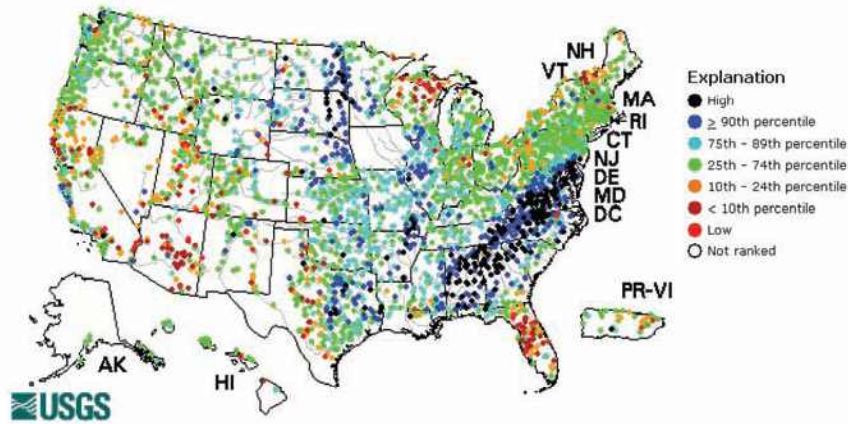 NH
VT
MA
RI
CT
NJ
DE
MD
DC
PR-VI
AK
HI
USGS
Explanation
High
≥ 90th percentile
75th – 89th percentile
25th – 74th percentile
10th – 24th percentile
< 10th percentile
Low
Not ranked